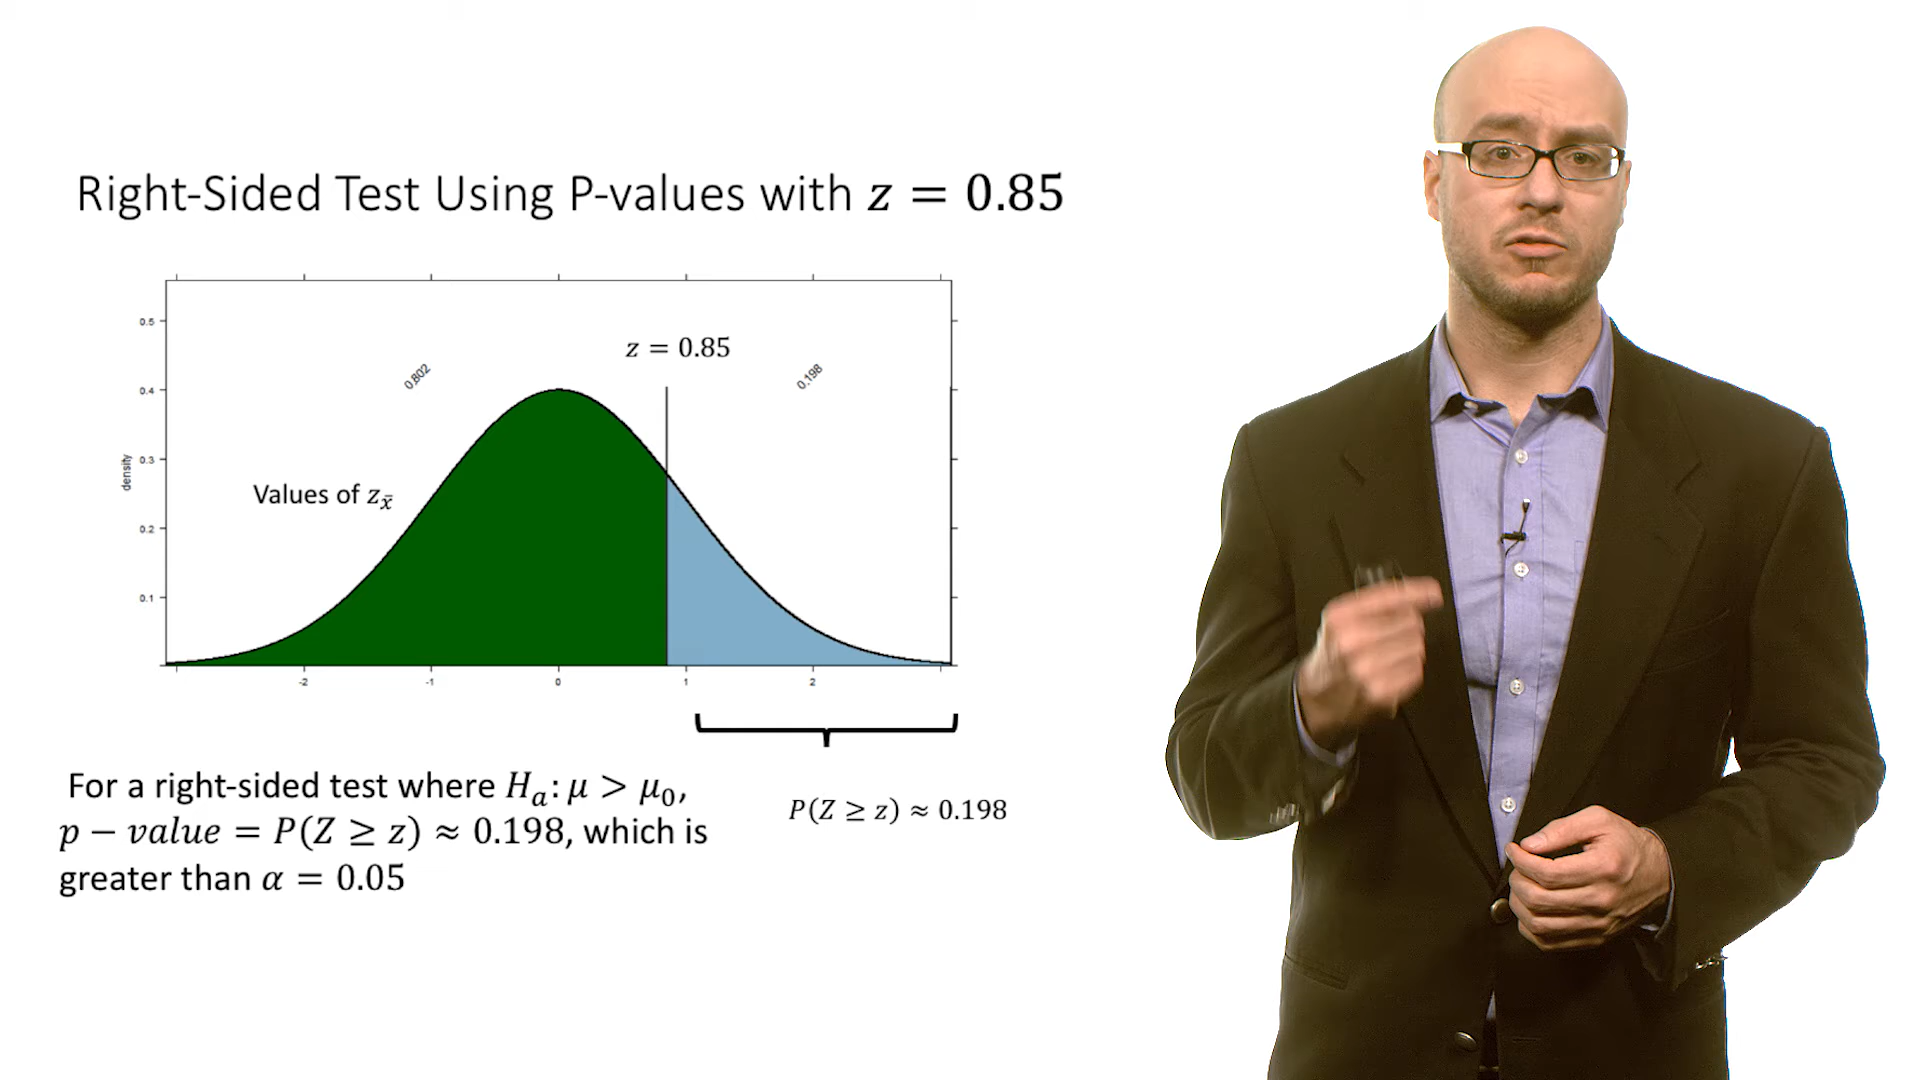 Right-Sided Test Using P-values with z = 0.85
0.5
0.4
0.3
0.2
0.1
density
0.802
z = 0.85
0.198
Values of z_x̄
-2 -1 0 1 2
For a right-sided test where Hₐ: μ > μ₀,
p − value = P(Z ≥ z) ≈ 0.198, which is
greater than α = 0.05
P(Z ≥ z) ≈ 0.198